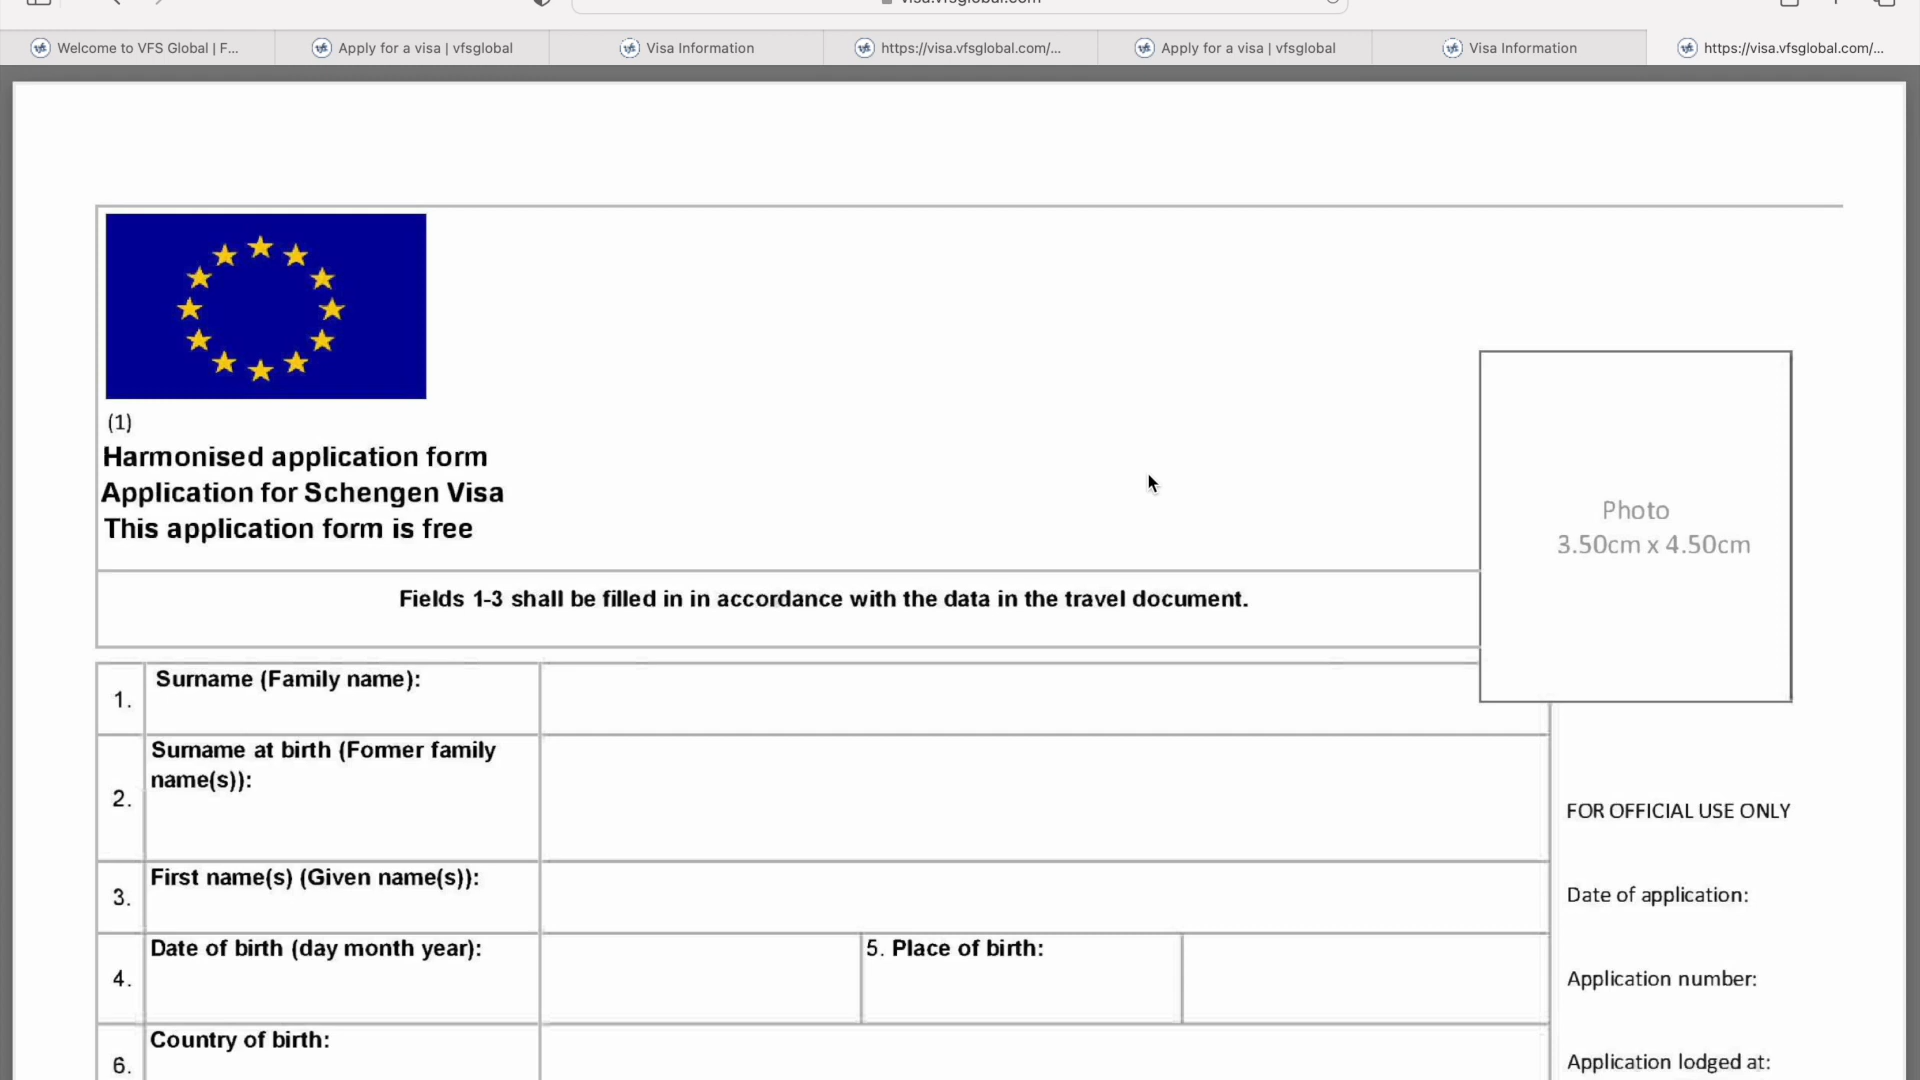 visa.vfsglobal.com
Welcome to VFS Global | F...
Apply for a visa | vfsglobal
Visa Information
https://visa.vfsglobal.com/...
Apply for a visa | vfsglobal
Visa Information
https://visa.vfsglobal.com/...
(1)
Harmonised application form
Application for Schengen Visa
This application form is free
Photo
3.50cm x 4.50cm
Fields 1-3 shall be filled in in accordance with the data in the travel document.
1. Surname (Family name):
2. Surname at birth (Former family
name(s)):
FOR OFFICIAL USE ONLY
3. First name(s) (Given name(s)):
Date of application:
4. Date of birth (day month year):
5. Place of birth:
Application number:
6. Country of birth:
Application lodged at: